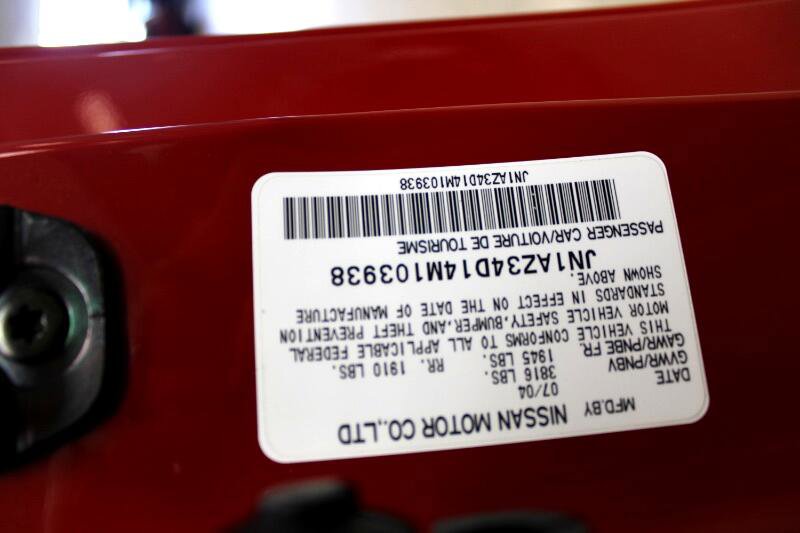 MFD.BY NISSAN MOTOR CO.,LTD
DATE 07/04
GVWR/PNBV 3816 LBS.
GAWR/PNBE FR. 1945 LBS. RR. 1910 LBS.
THIS VEHICLE CONFORMS TO ALL APPLICABLE FEDERAL
MOTOR VEHICLE SAFETY,BUMPER,AND THEFT PREVENTION
STANDARDS IN EFFECT ON THE DATE OF MANUFACTURE
SHOWN ABOVE.
JN1AZ34D14M103938
PASSENGER CAR/VOITURE DE TOURISME
JN1AZ34D14M103938